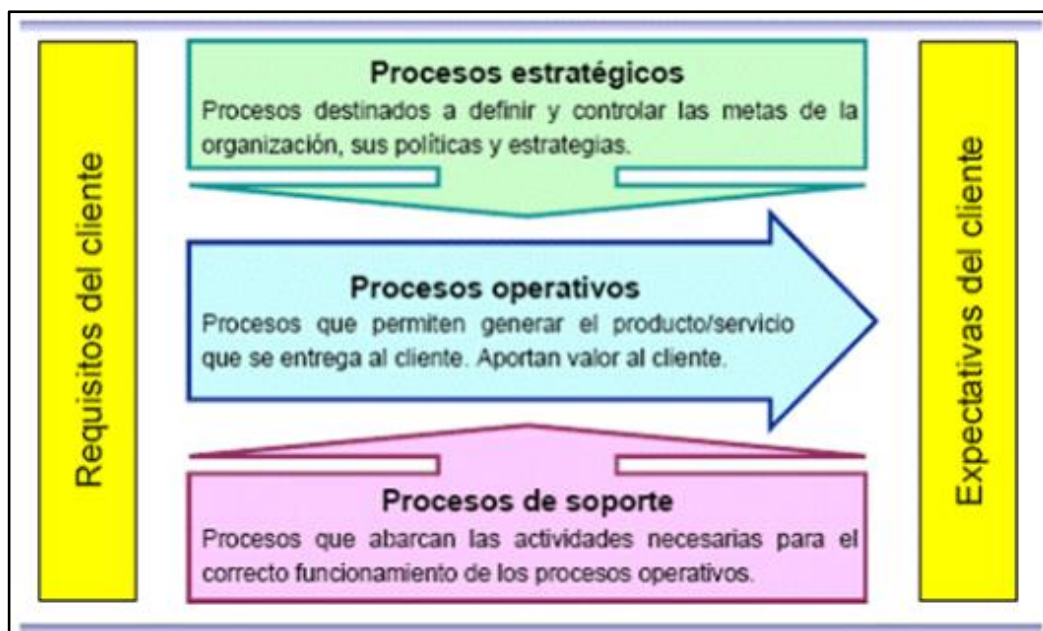 Requisitos del cliente
Procesos estratégicos
Procesos destinados a definir y controlar las metas de la
organización, sus políticas y estrategias.
Procesos operativos
Procesos que permiten generar el producto/servicio
que se entrega al cliente. Aportan valor al cliente.
Procesos de soporte
Procesos que abarcan las actividades necesarias para el
correcto funcionamiento de los procesos operativos.
Expectativas del cliente